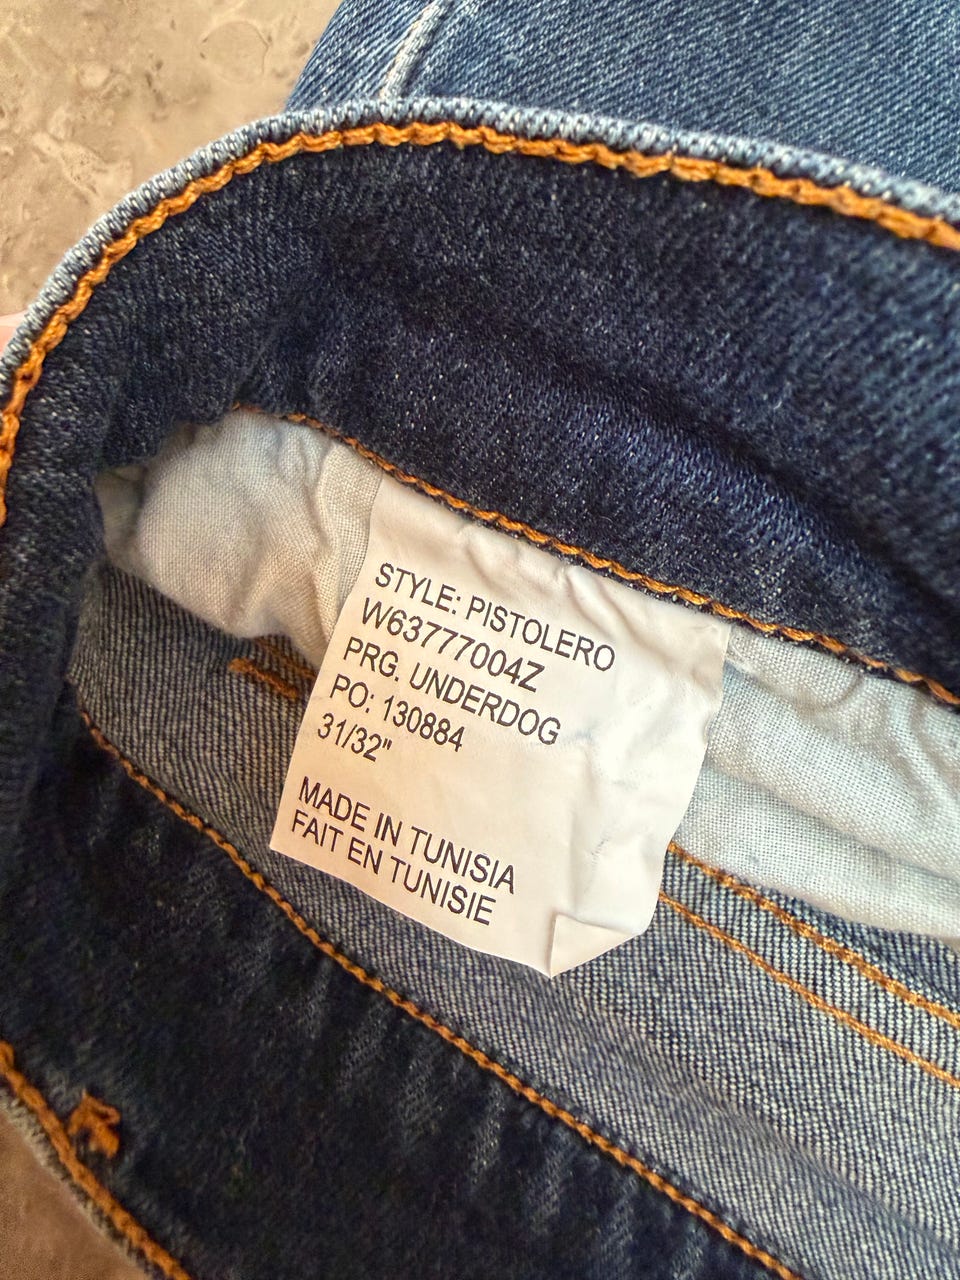 STYLE: PISTOLERO
W63777004Z
PRG. UNDERDOG
PO: 130884
31/32"
MADE IN TUNISIA
FAIT EN TUNISIE